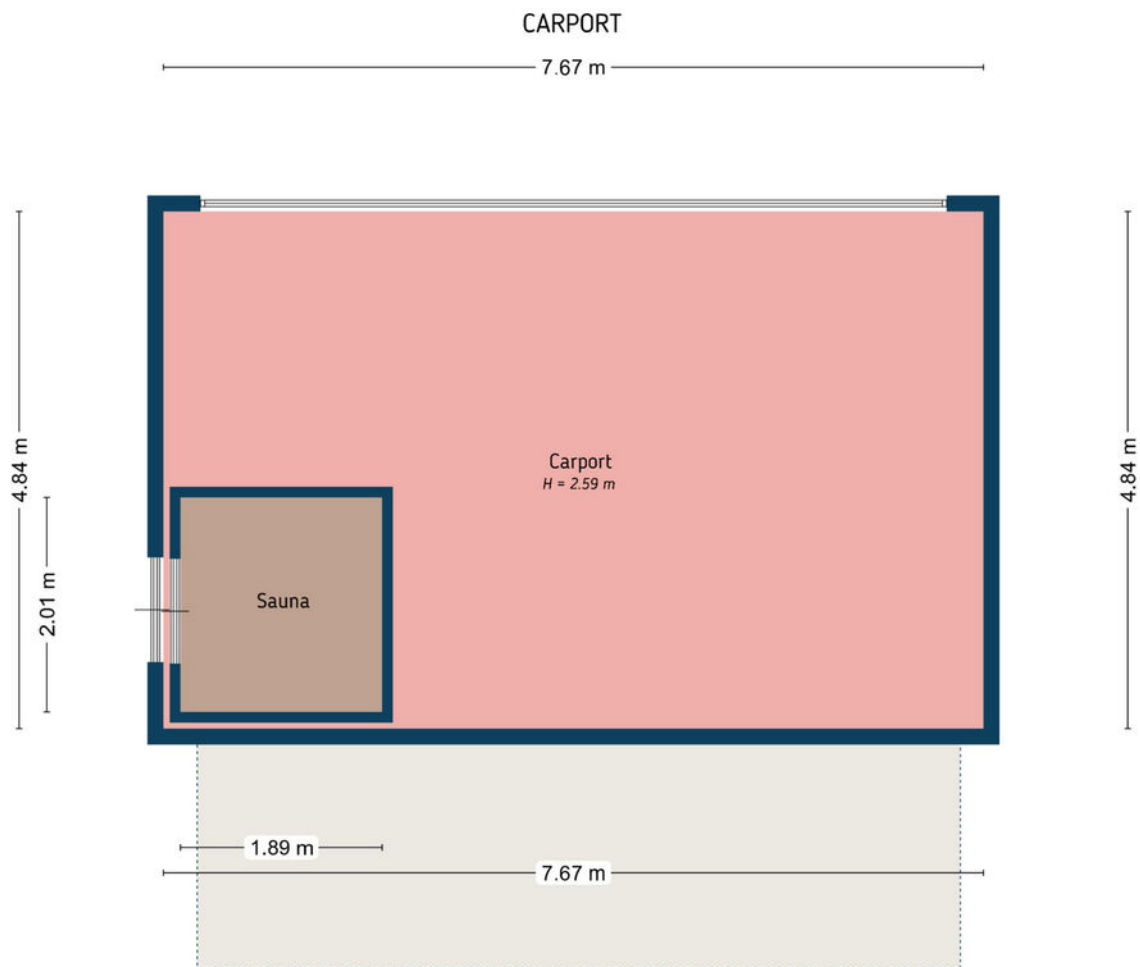 CARPORT
7.67 m
4.84 m
4.84 m
Carport
H = 2.59 m
2.01 m
Sauna
1.89 m
7.67 m